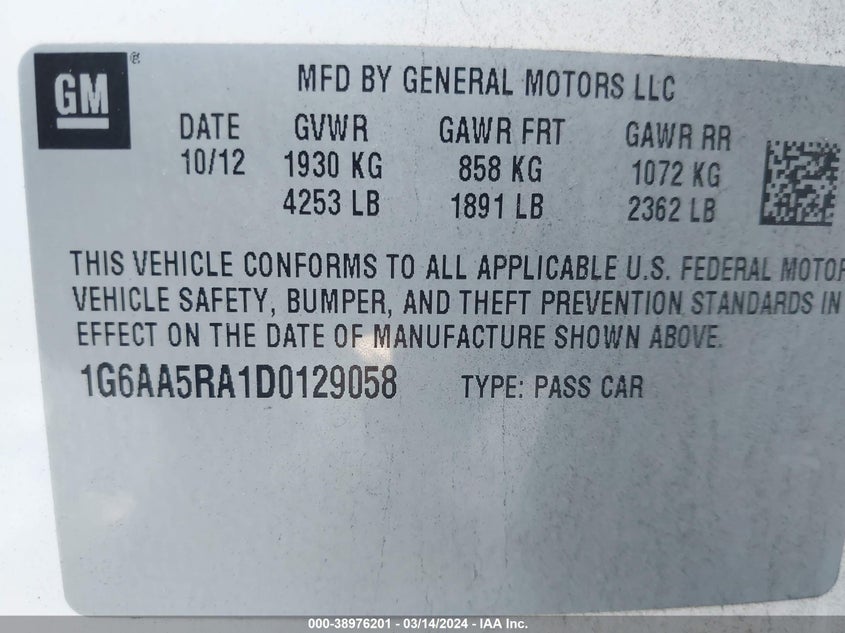 GM ®
MFD BY GENERAL MOTORS LLC
DATE GVWR GAWR FRT GAWR RR
10/12 1930 KG 858 KG 1072 KG
4253 LB 1891 LB 2362 LB
THIS VEHICLE CONFORMS TO ALL APPLICABLE U.S. FEDERAL MOTOR
VEHICLE SAFETY, BUMPER, AND THEFT PREVENTION STANDARDS IN
EFFECT ON THE DATE OF MANUFACTURE SHOWN ABOVE.
1G6AA5RA1D0129058 TYPE: PASS CAR
000-38976201 - 03/14/2024 - IAA Inc.